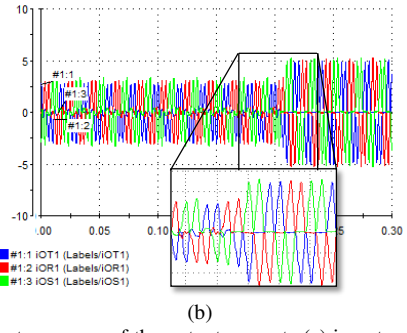 10
5
0
-5
-10
#1:1
#1:3
#1:2
.00 0.05 0.10 5 0.30
#1:1 iOT1 (Labels/iOT1)
#1:2 iOR1 (Labels/iOR1)
#1:3 iOS1 (Labels/iOS1)
(b)